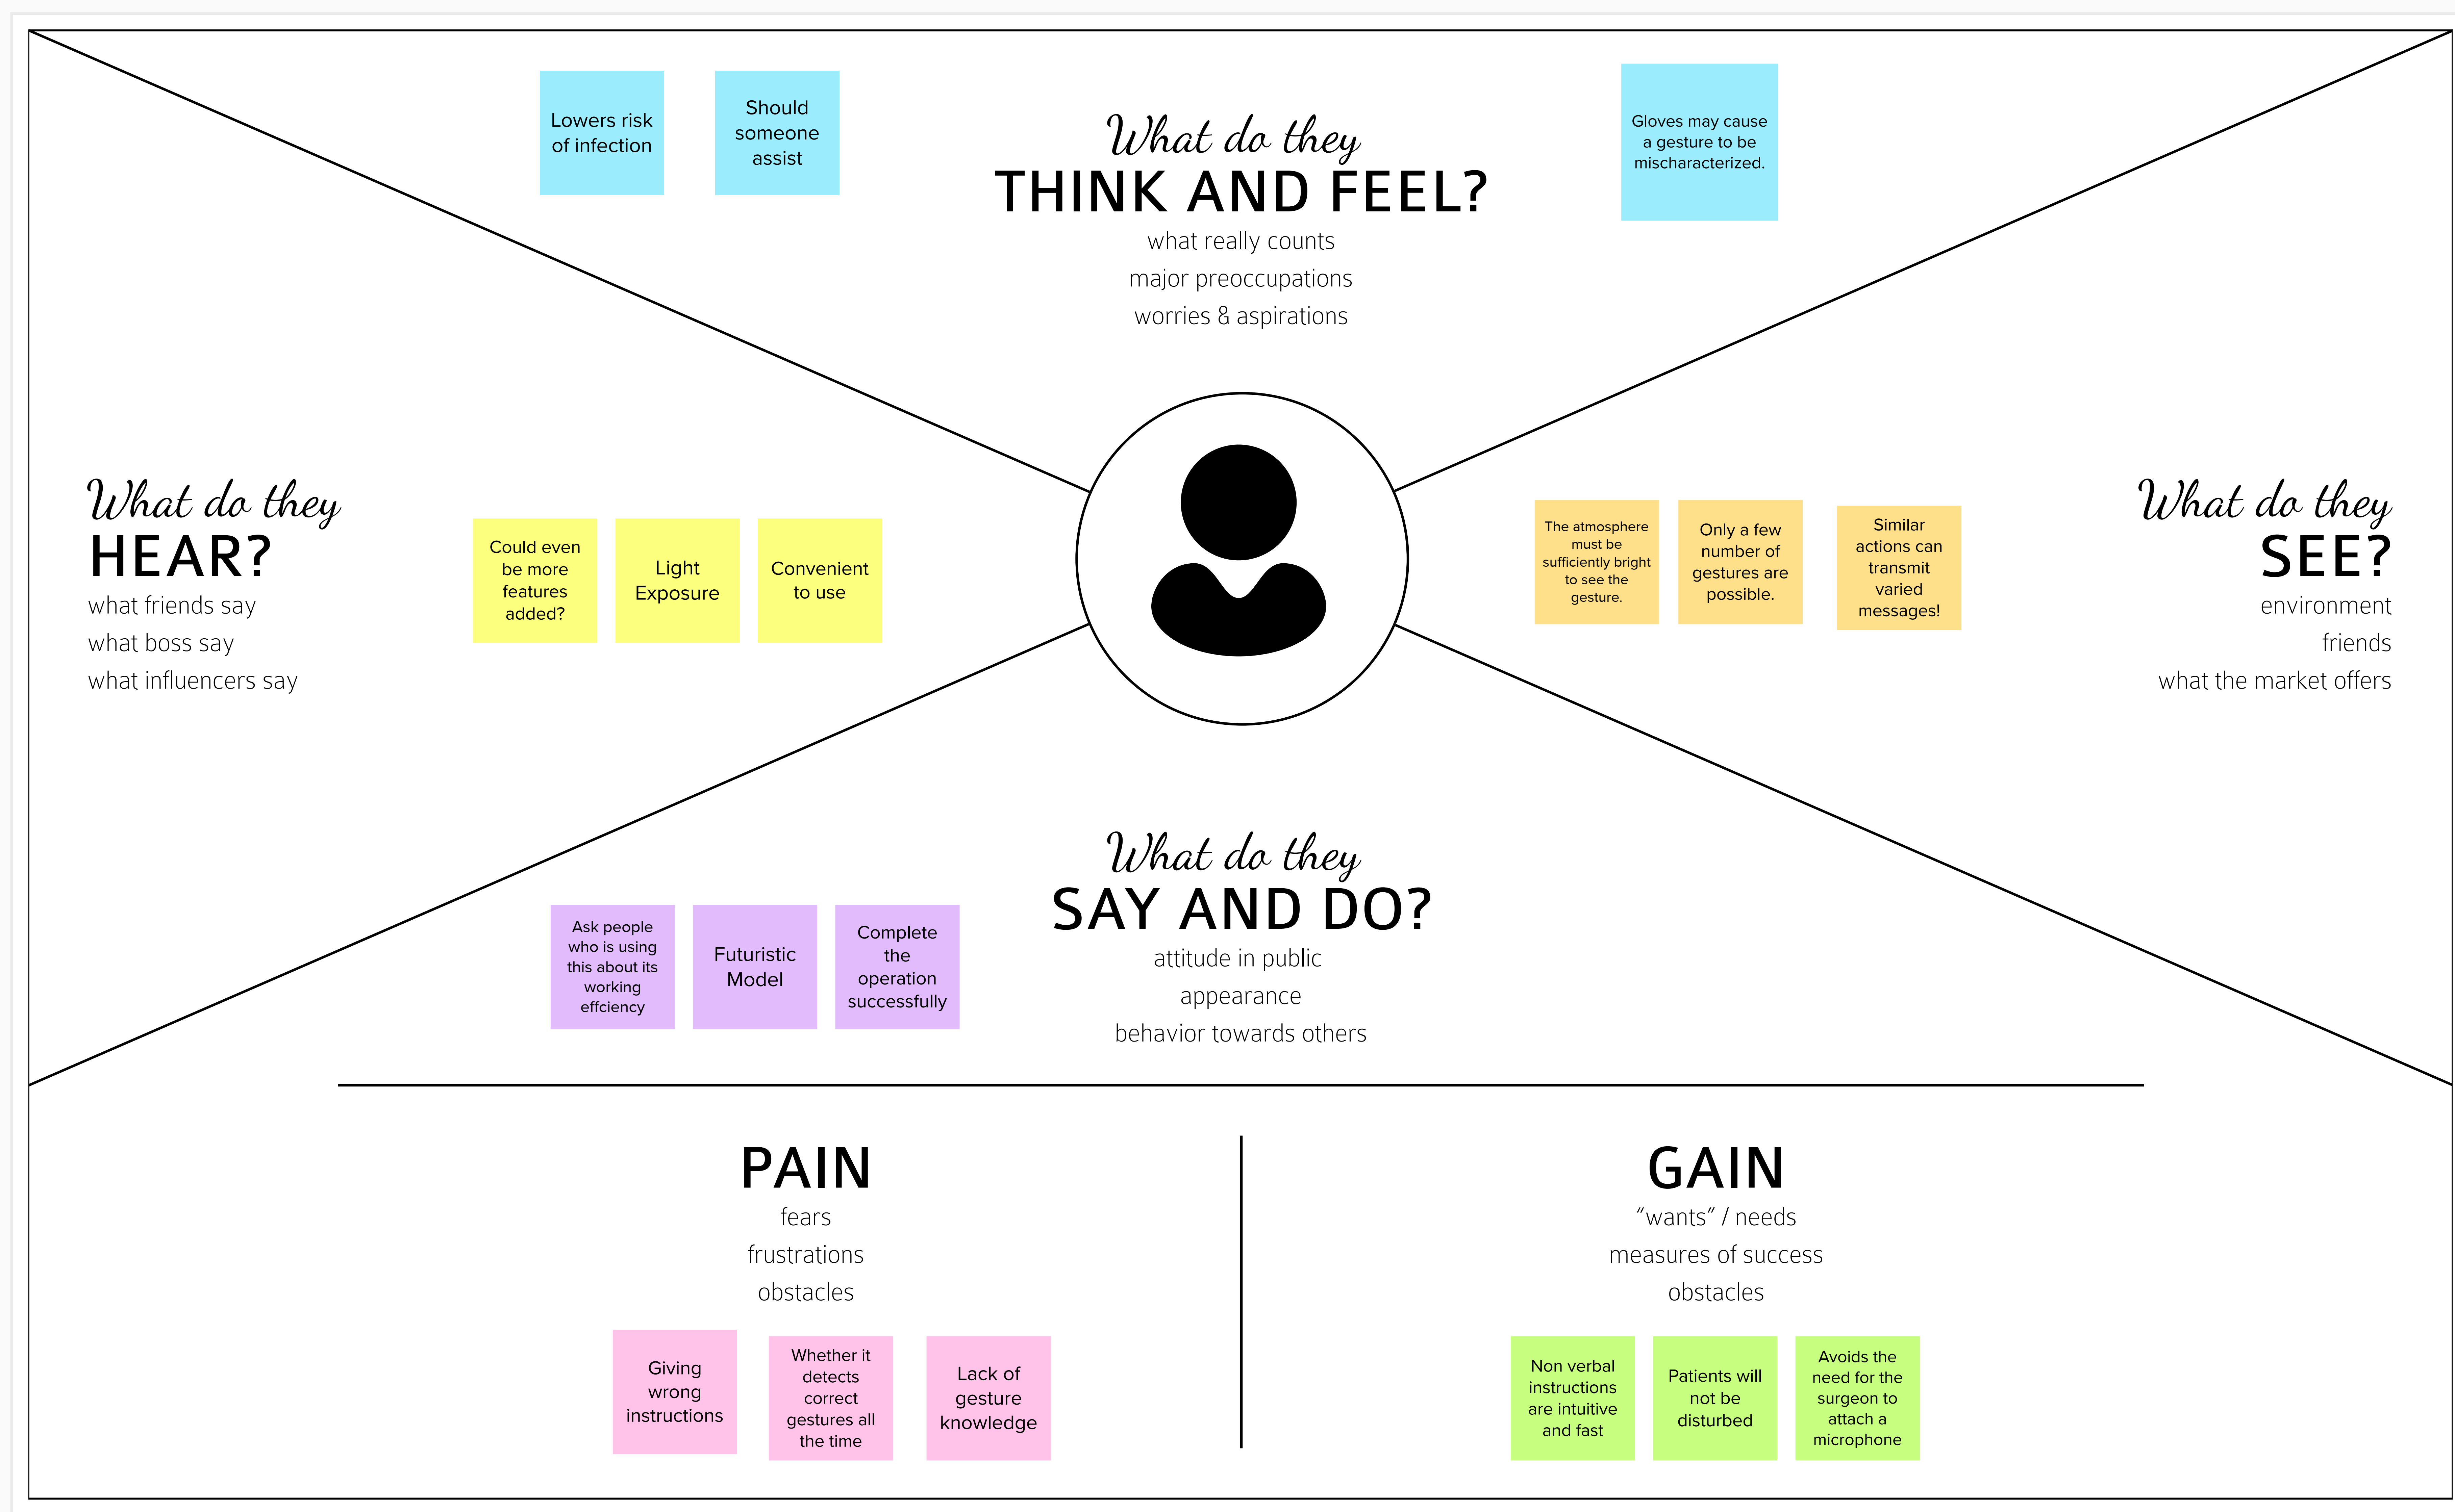 Lowers risk
of infection
Should
someone
assist
What do they
THINK AND FEEL?
what really counts
major preoccupations
worries & aspirations
Gloves may cause
a gesture to be
mischaracterized.
What do they
HEAR?
what friends say
what boss say
what influencers say
Could even
be more
features
added?
Light
Exposure
Convenient
to use
The atmosphere
must be
sufficiently bright
to see the
gesture.
Only a few
number of
gestures are
possible.
Similar
actions can
transmit
varied
messages!
What do they
SEE?
environment
friends
what the market offers
What do they
SAY AND DO?
attitude in public
appearance
behavior towards others
Ask people
who is using
this about its
working
effciency
Futuristic
Model
Complete
the
operation
successfully
PAIN
fears
frustrations
obstacles
Giving
wrong
instructions
Whether it
detects
correct
gestures all
the time
Lack of
gesture
knowledge
GAIN
“wants” / needs
measures of success
obstacles
Non verbal
instructions
are intuitive
and fast
Patients will
not be
disturbed
Avoids the
need for the
surgeon to
attach a
microphone